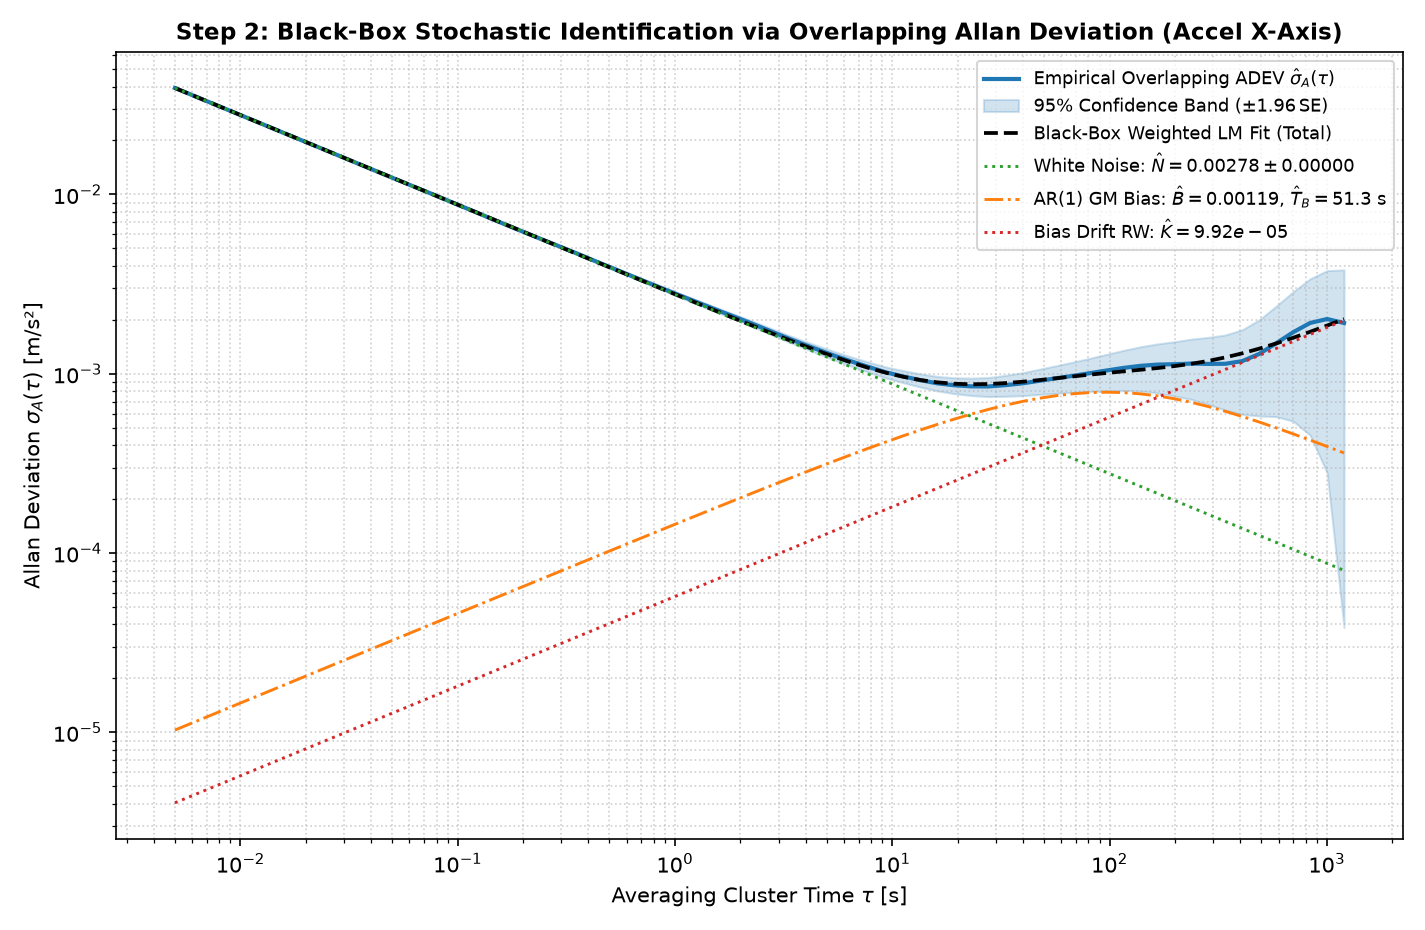 Step 2: Black-Box Stochastic Identification via Overlapping Allan Deviation (Accel X-Axis)
Empirical Overlapping ADEV σ̂_A(τ)
95% Confidence Band (±1.96 SE)
Black-Box Weighted LM Fit (Total)
White Noise: N̂ = 0.00278 ± 0.00000
AR(1) GM Bias: B̂ = 0.00119, T̂_B = 51.3 s
Bias Drift RW: K̂ = 9.92e − 05
Allan Deviation σ_A(τ) [m/s²]
10⁻²
10⁻³
10⁻⁴
10⁻⁵
10⁻² 10⁻¹ 10⁰ 10¹ 10² 10³
Averaging Cluster Time τ [s]